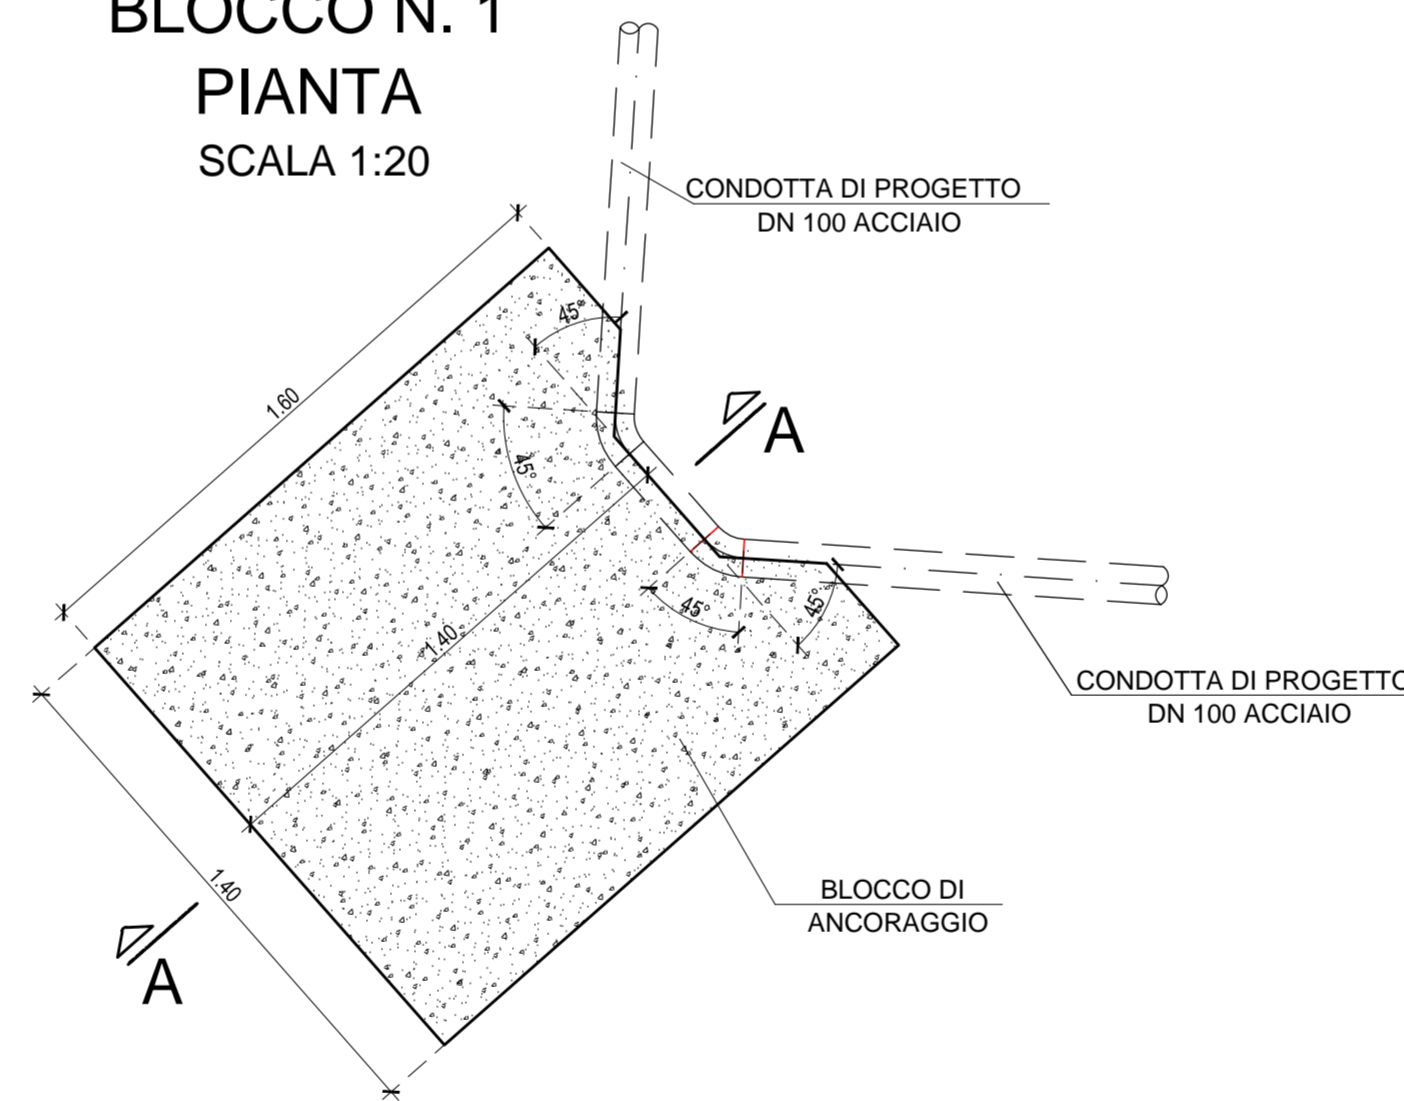 BLOCCO N. 1
PIANTA
SCALA 1:20
CONDOTTA DI PROGETTO
DN 100 ACCIAIO
45°
1.60
A
45°
45°
45°
1.40
CONDOTTA DI PROGETTO
DN 100 ACCIAIO
1.40
BLOCCO DI
ANCORAGGIO
A